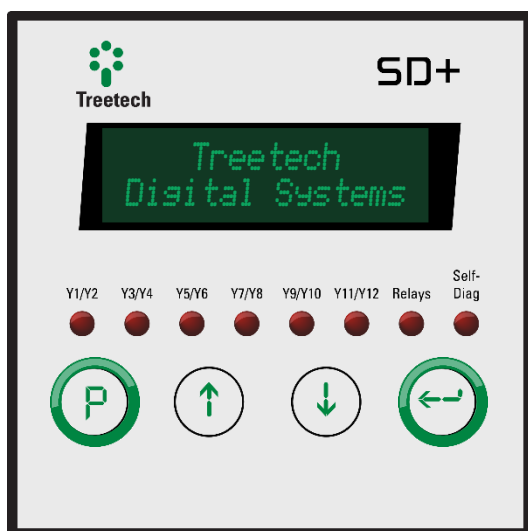 SD+
Treetech
Treetech
Digital Systems
Y1/Y2 Y3/Y4 Y5/Y6 Y7/Y8 Y9/Y10 Y11/Y12 Relays Self-
Diag
P